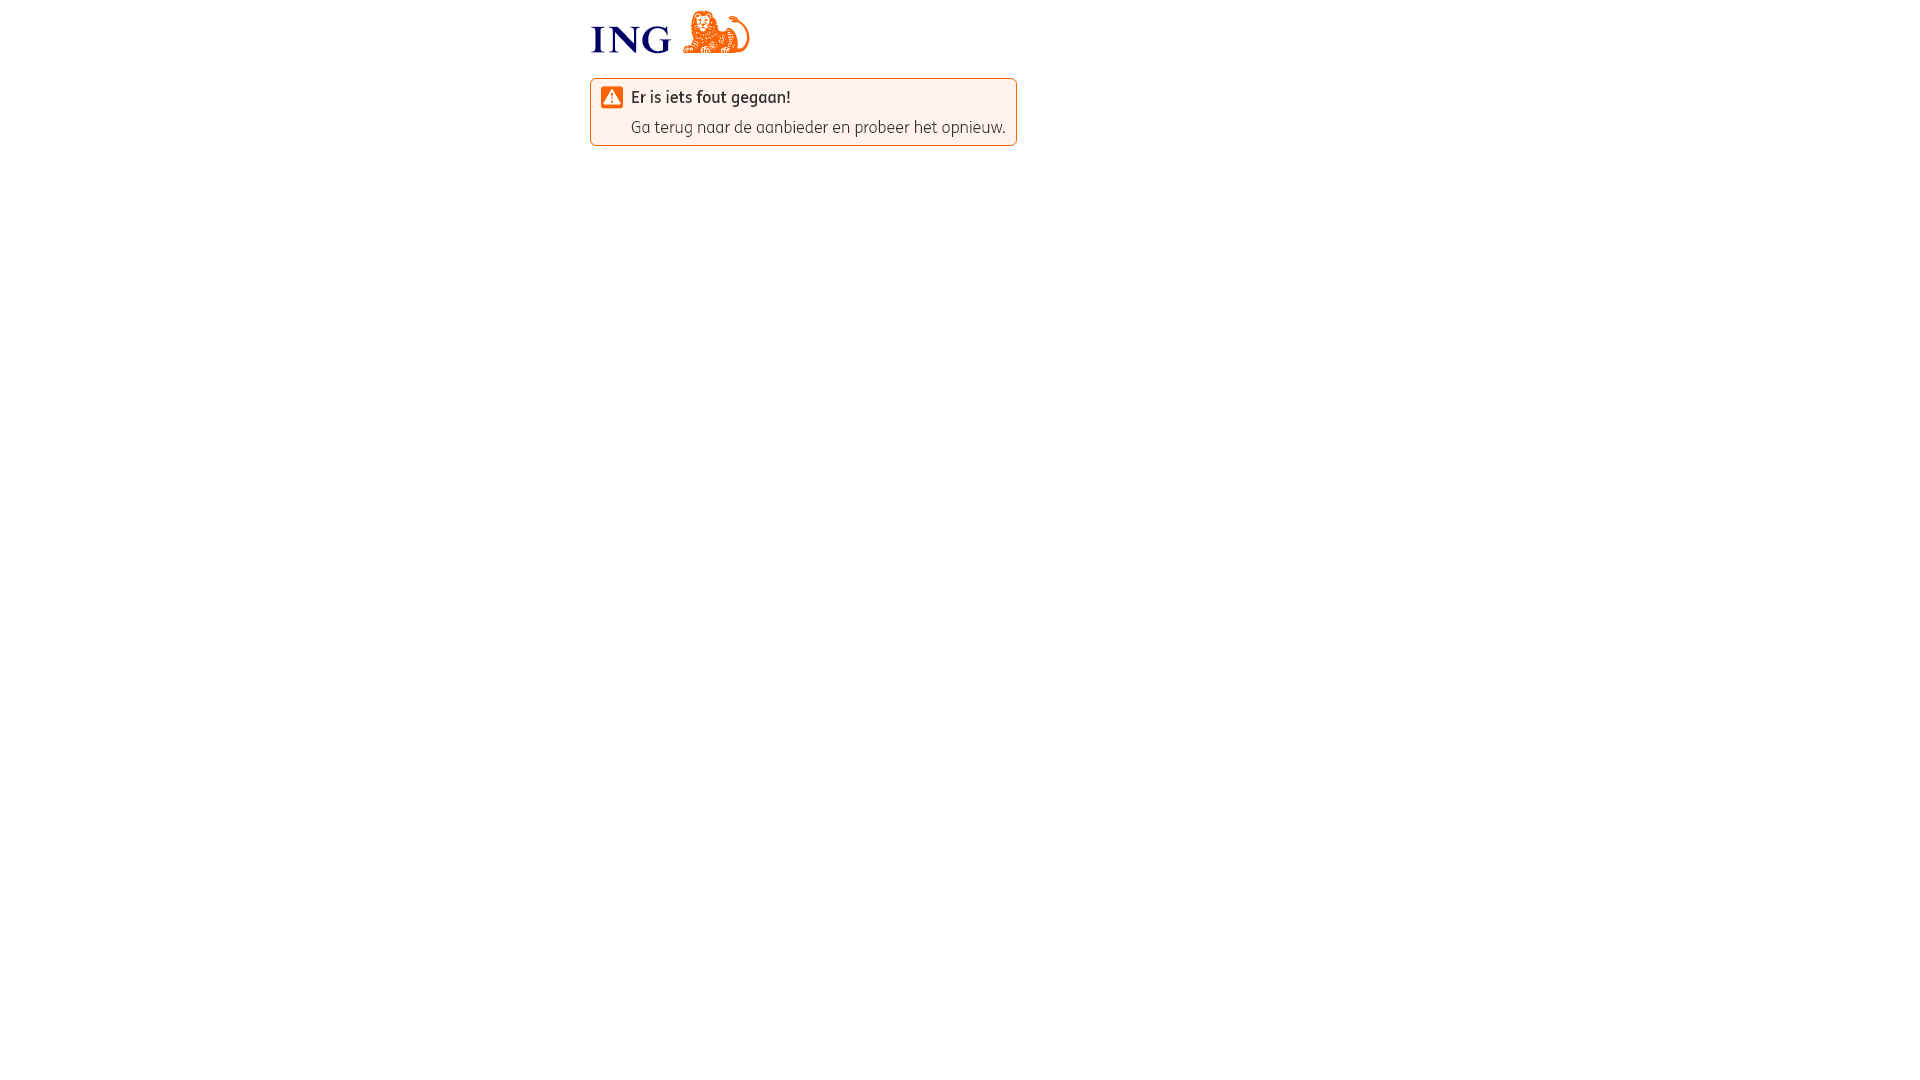 ING
Er is iets fout gegaan!
Ga terug naar de aanbieder en probeer het opnieuw.